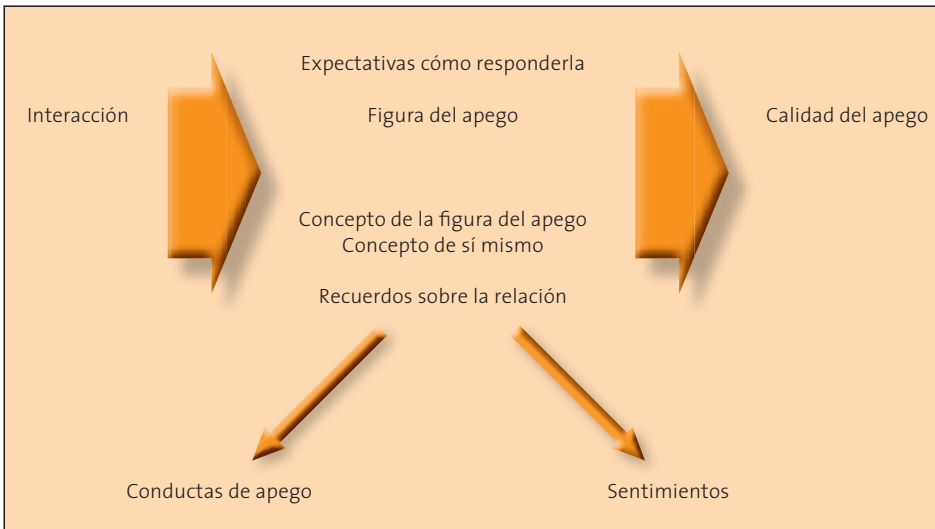 Expectativas cómo responderla
Interacción
Figura del apego
Calidad del apego
Concepto de la figura del apego
Concepto de sí mismo
Recuerdos sobre la relación
Conductas de apego
Sentimientos